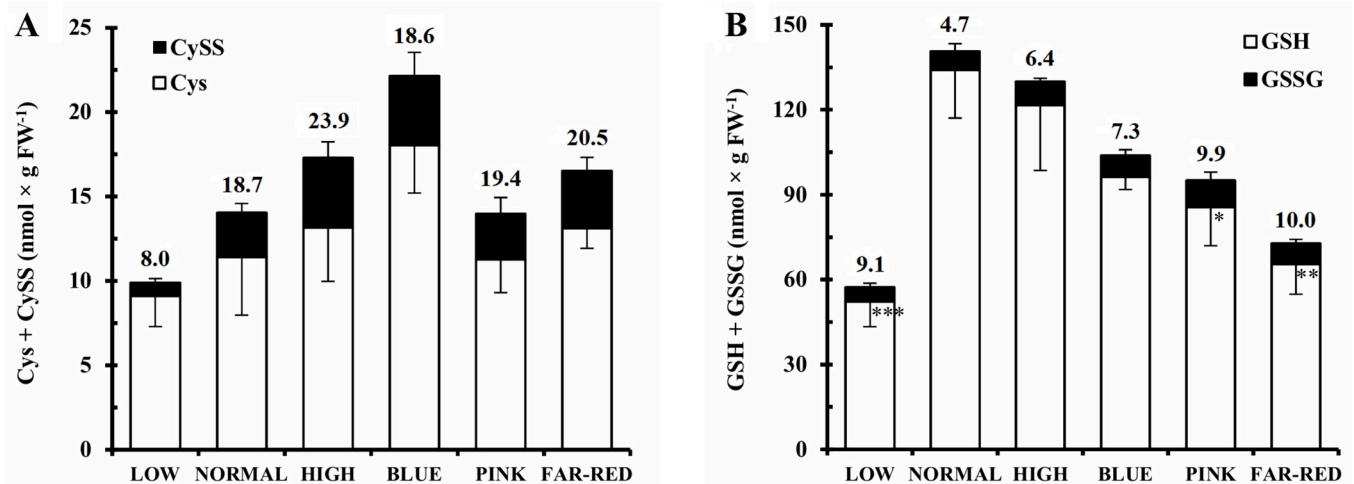 A
CySS
Cys
Cys + CySS (nmol × g FW-1)
25
20
15
10
5
0
8.0
18.7
23.9
18.6
19.4
20.5
LOW NORMAL HIGH BLUE PINK FAR-RED
B
GSH
GSSG
GSH + GSSG (nmol × g FW-1)
150
120
90
60
30
0
9.1
4.7
6.4
7.3
9.9
10.0
***
*
**
LOW NORMAL HIGH BLUE PINK FAR-RED